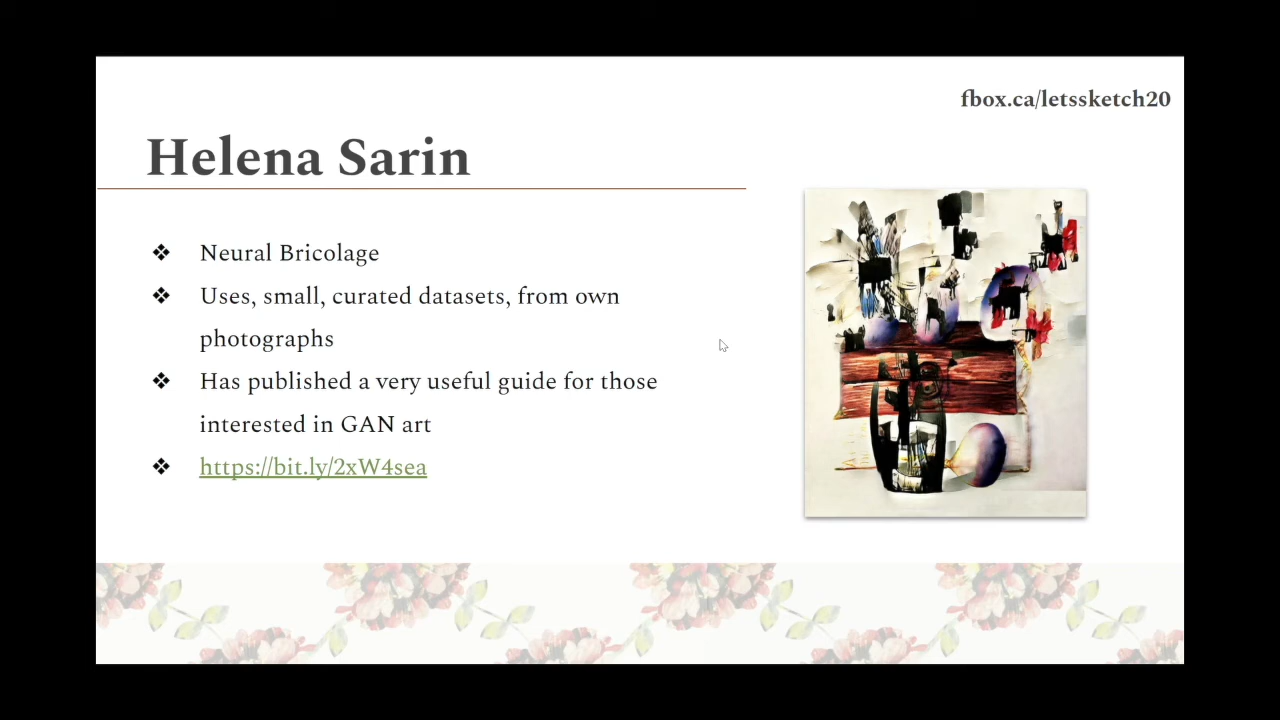 fbox.ca/letssketch20
Helena Sarin
❖ Neural Bricolage
❖ Uses, small, curated datasets, from own
photographs
❖ Has published a very useful guide for those
interested in GAN art
❖ https://bit.ly/2xW4sea